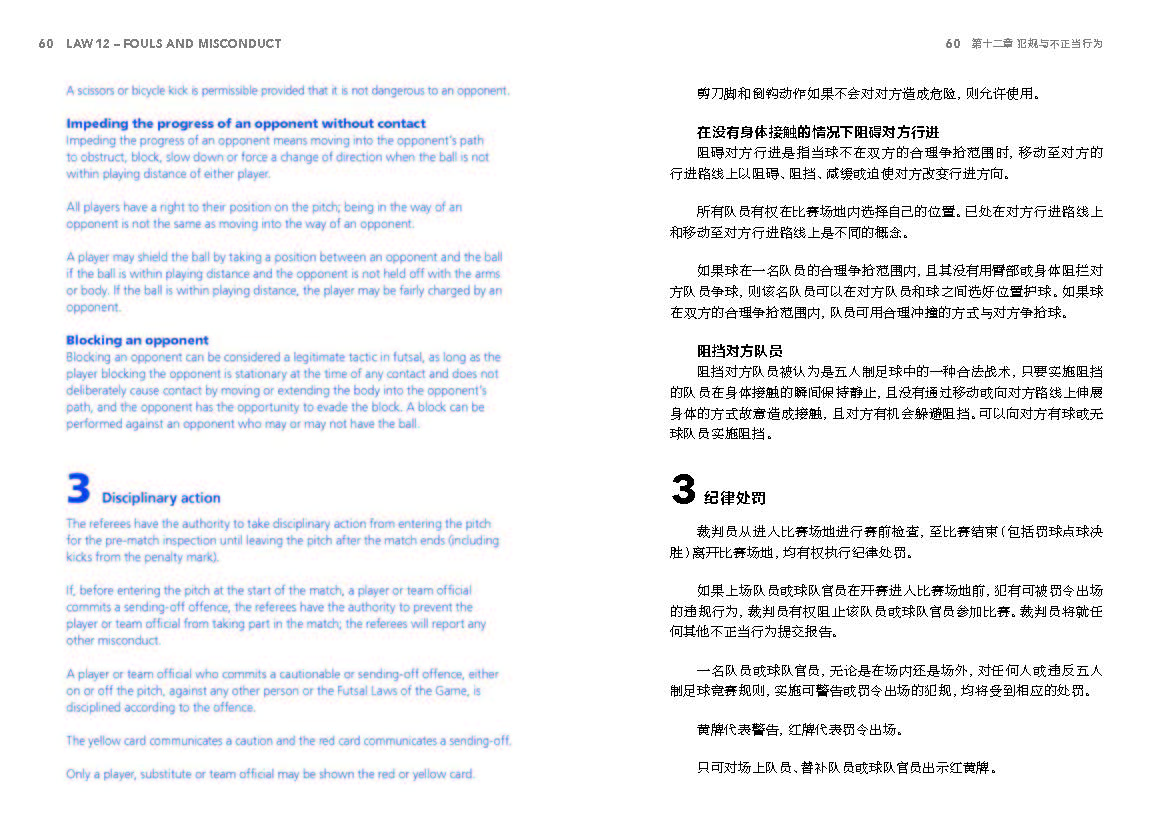 60 LAW 12 – FOULS AND MISCONDUCT
A scissors or bicycle kick is permissible provided that it is not dangerous to an opponent.
Impeding the progress of an opponent without contact
Impeding the progress of an opponent means moving into the opponent's path
to obstruct, block, slow down or force a change of direction when the ball is not
within playing distance of either player.
All players have a right to their position on the pitch; being in the way of an
opponent is not the same as moving into the way of an opponent.
A player may shield the ball by taking a position between an opponent and the ball
if the ball is within playing distance and the opponent is not held off with the arms
or body. If the ball is within playing distance, the player may be fairly charged by an
opponent.
Blocking an opponent
Blocking an opponent can be considered a legitimate tactic in futsal, as long as the
player blocking the opponent is stationary at the time of any contact and does not
deliberately cause contact by moving or extending the body into the opponent's
path, and the opponent has the opportunity to evade the block. A block can be
performed against an opponent who may or may not have the ball.
3 Disciplinary action
The referees have the authority to take disciplinary action from entering the pitch
for the pre-match inspection until leaving the pitch after the match ends (including
kicks from the penalty mark).
If, before entering the pitch at the start of the match, a player or team official
commits a sending-off offence, the referees have the authority to prevent the
player or team official from taking part in the match; the referees will report any
other misconduct.
A player or team official who commits a cautionable or sending-off offence, either
on or off the pitch, against any other person or the Futsal Laws of the Game, is
disciplined according to the offence.
The yellow card communicates a caution and the red card communicates a sending-off.
Only a player, substitute or team official may be shown the red or yellow card.
60 第十二章 犯规与不正当行为
剪刀脚和倒钩动作如果不会对对方造成危险，则允许使用。
在没有身体接触的情况下阻碍对方行进
阻碍对方行进是指当球不在双方的合理争抢范围时，移动至对方的
行进路线上以阻碍、阻挡、减缓或迫使对方改变行进方向。
所有队员有权在比赛场地内选择自己的位置。已处在对方行进路线上
和移动至对方行进路线上是不同的概念。
如果球在一名队员的合理争抢范围内，且其没有用臂部或身体阻拦对
方队员争球，则该名队员可以在对方队员和球之间选好位置护球。如果球
在双方的合理争抢范围内，队员可用合理冲撞的方式与对方争抢球。
阻挡对方队员
阻挡对方队员被认为是五人制足球中的一种合法战术，只要实施阻挡
的队员在身体接触的瞬间保持静止，且没有通过移动或向对方路线上伸展
身体的方式故意造成接触，且对方有机会躲避阻挡。可以向对方有球或无
球队员实施阻挡。
3 纪律处罚
裁判员从进入比赛场地进行赛前检查，至比赛结束（包括罚球点球决
胜）离开比赛场地，均有权执行纪律处罚。
如果上场队员或球队官员在开赛进入比赛场地前，犯有可被罚令出场
的违规行为，裁判员有权阻止该队员或球队官员参加比赛。裁判员将就任
何其他不正当行为提交报告。
一名队员或球队官员，无论是在场内还是场外，对任何人或违反五人
制足球竞赛规则，实施可警告或罚令出场的犯规，均将受到相应的处罚。
黄牌代表警告，红牌代表罚令出场。
只可对场上队员、替补队员或球队官员出示红黄牌。